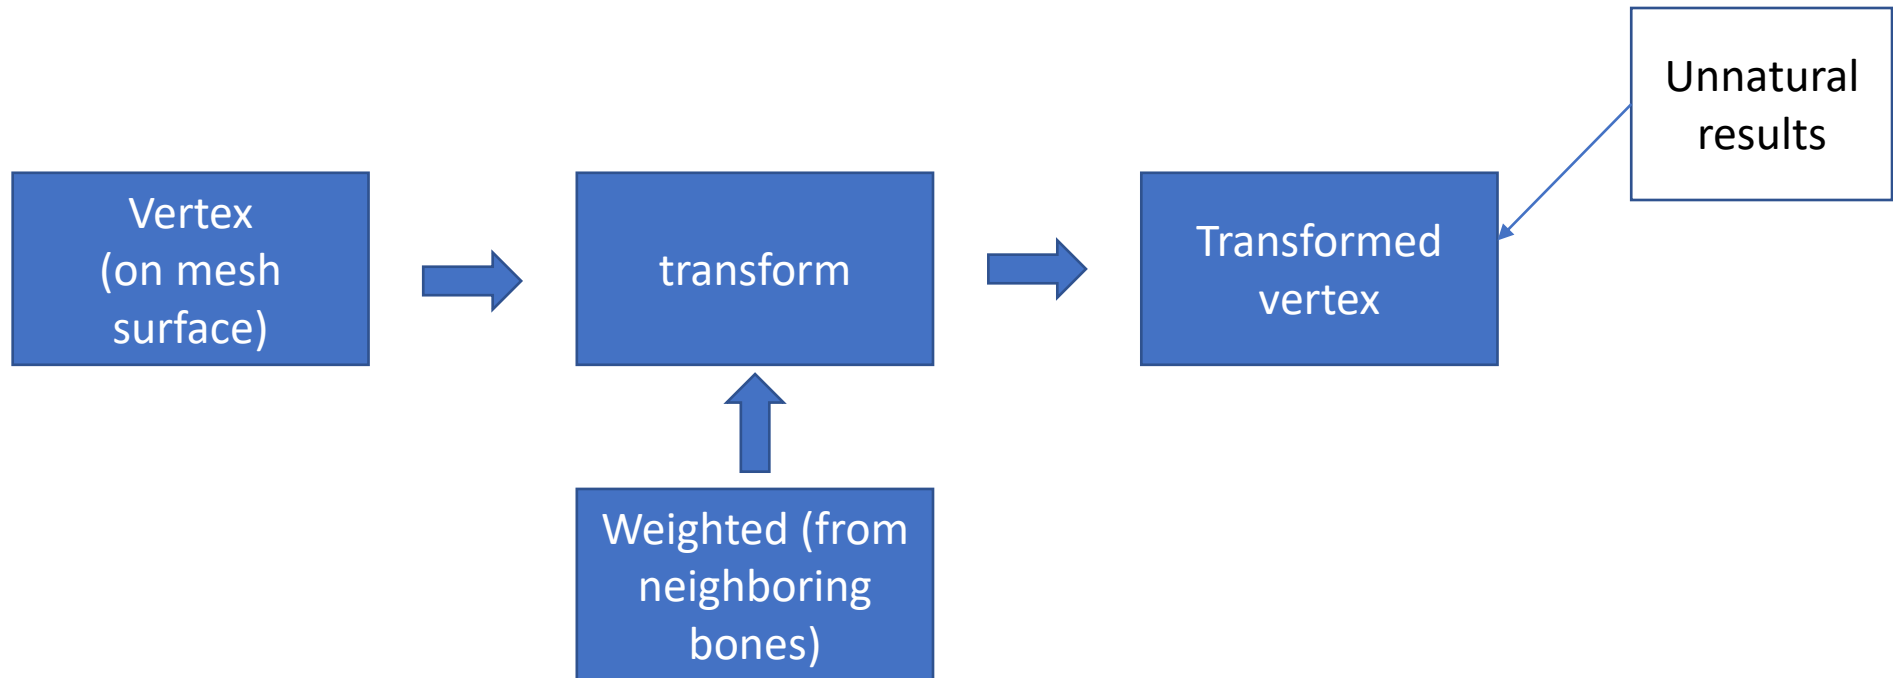 Unnatural
results
Vertex
(on mesh
surface)
transform
Transformed
vertex
Weighted (from
neighboring
bones)